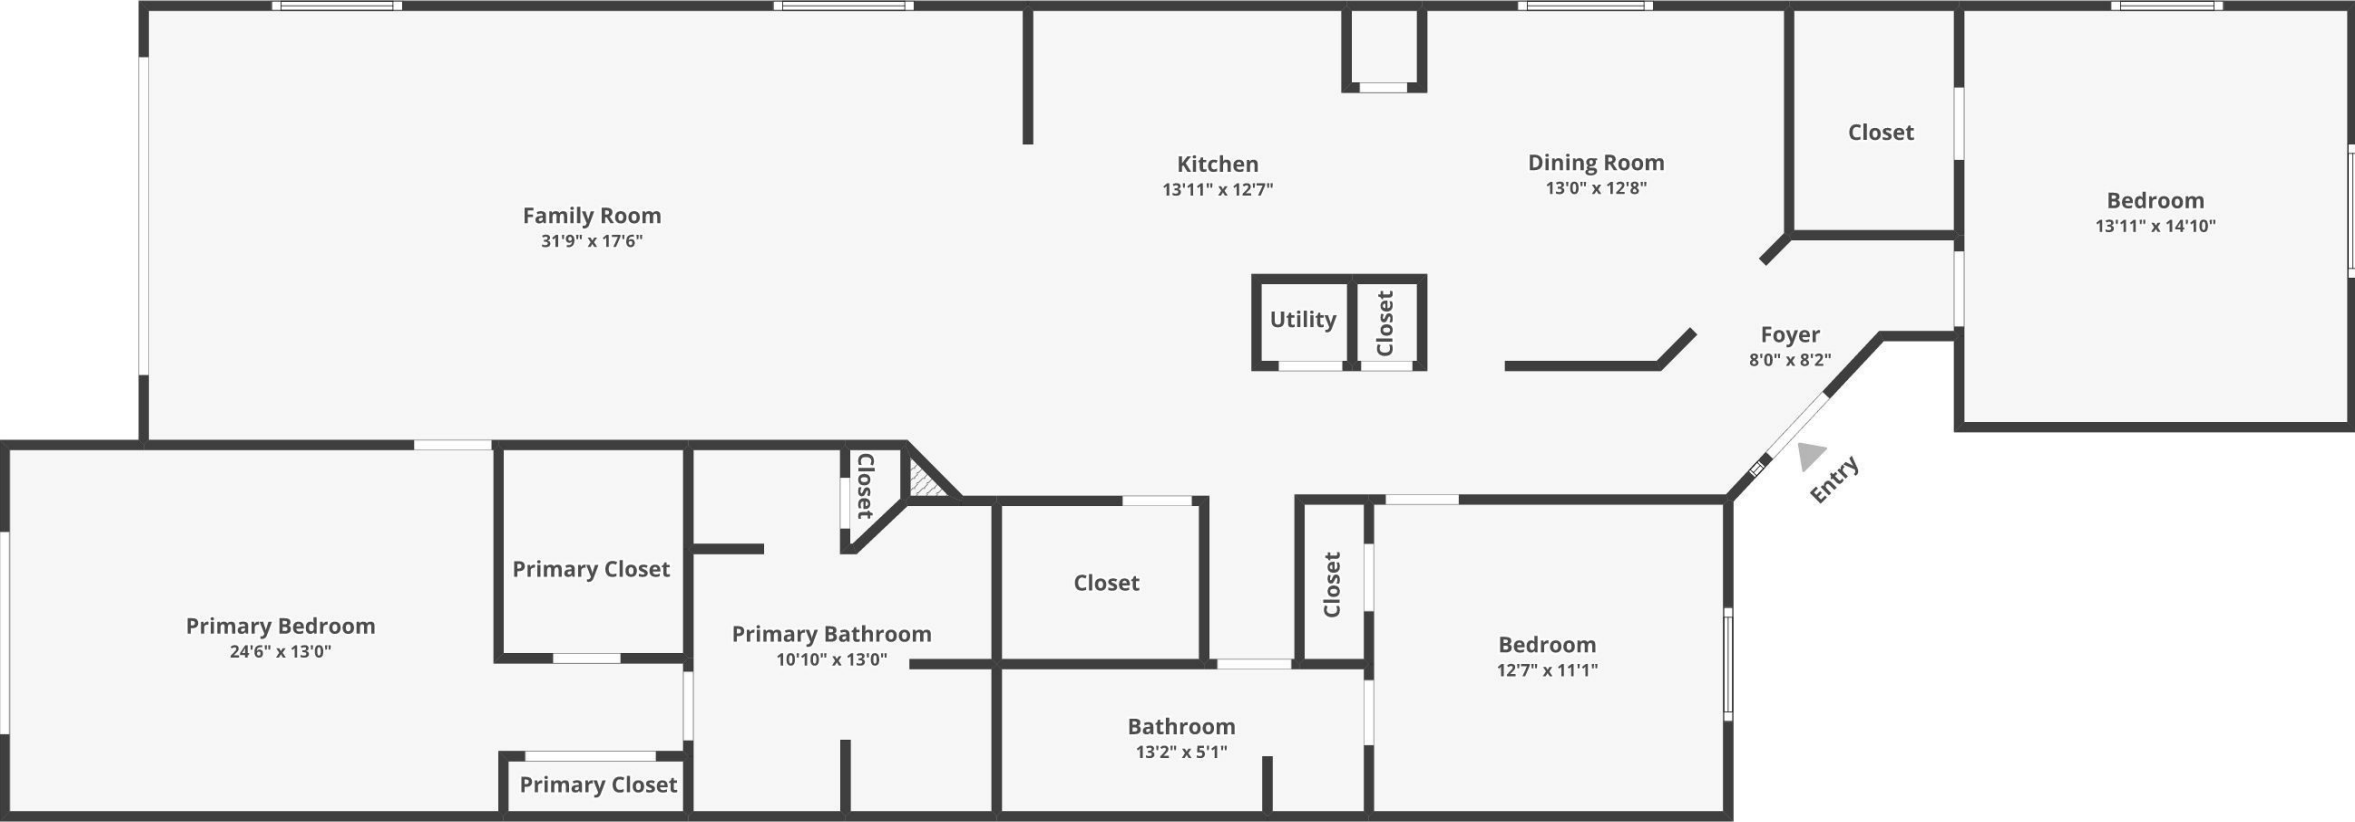 Family Room
31'9" x 17'6"
Kitchen
13'11" x 12'7"
Dining Room
13'0" x 12'8"
Closet
Bedroom
13'11" x 14'10"
Utility
Closet
Foyer
8'0" x 8'2"
Entry
Closet
Primary Closet
Primary Bedroom
24'6" x 13'0"
Primary Bathroom
10'10" x 13'0"
Closet
Closet
Bedroom
12'7" x 11'1"
Bathroom
13'2" x 5'1"
Primary Closet